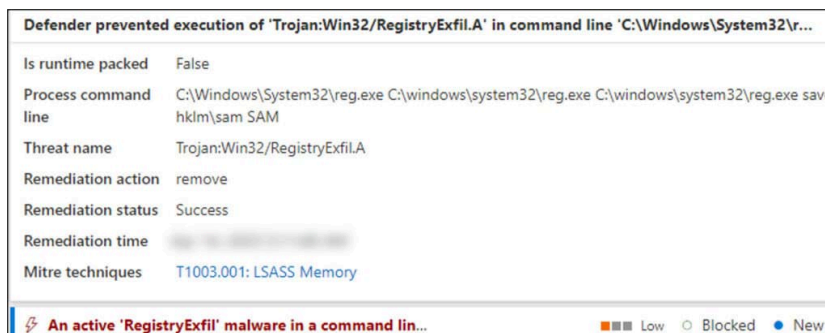 Defender prevented execution of 'Trojan:Win32/RegistryExfil.A' in command line 'C:\Windows\System32\r...
Is runtime packed False
Process command C:\Windows\System32\reg.exe C:\windows\system32\reg.exe C:\windows\system32\reg.exe sav
line hklm\sam SAM
Threat name Trojan:Win32/RegistryExfil.A
Remediation action remove
Remediation status Success
Remediation time
Mitre techniques T1003.001: LSASS Memory
An active 'RegistryExfil' malware in a command lin... Low Blocked New